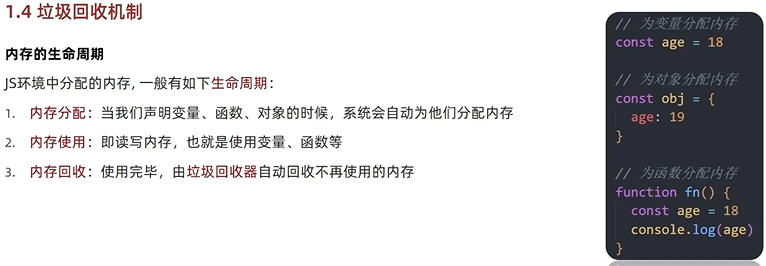 1.4 垃圾回收机制
内存的生命周期
JS环境中分配的内存, 一般有如下生命周期：
1. 内存分配：当我们声明变量、函数、对象的时候，系统会自动为他们分配内存
2. 内存使用：即读写内存，也就是使用变量、函数等
3. 内存回收：使用完毕，由垃圾回收器自动回收不再使用的内存
// 为变量分配内存
const age = 18
// 为对象分配内存
const obj = {
  age: 19
}
// 为函数分配内存
function fn() {
  const age = 18
  console.log(age)
}